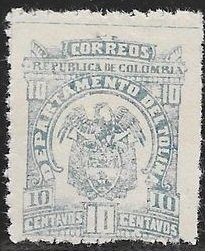 CORREOS
REPUBLICA DE COLOMBIA
10 10
DEPARTAMENTO DEL TOLIMA
10 10 10
CENTAVOS CENTAVOS